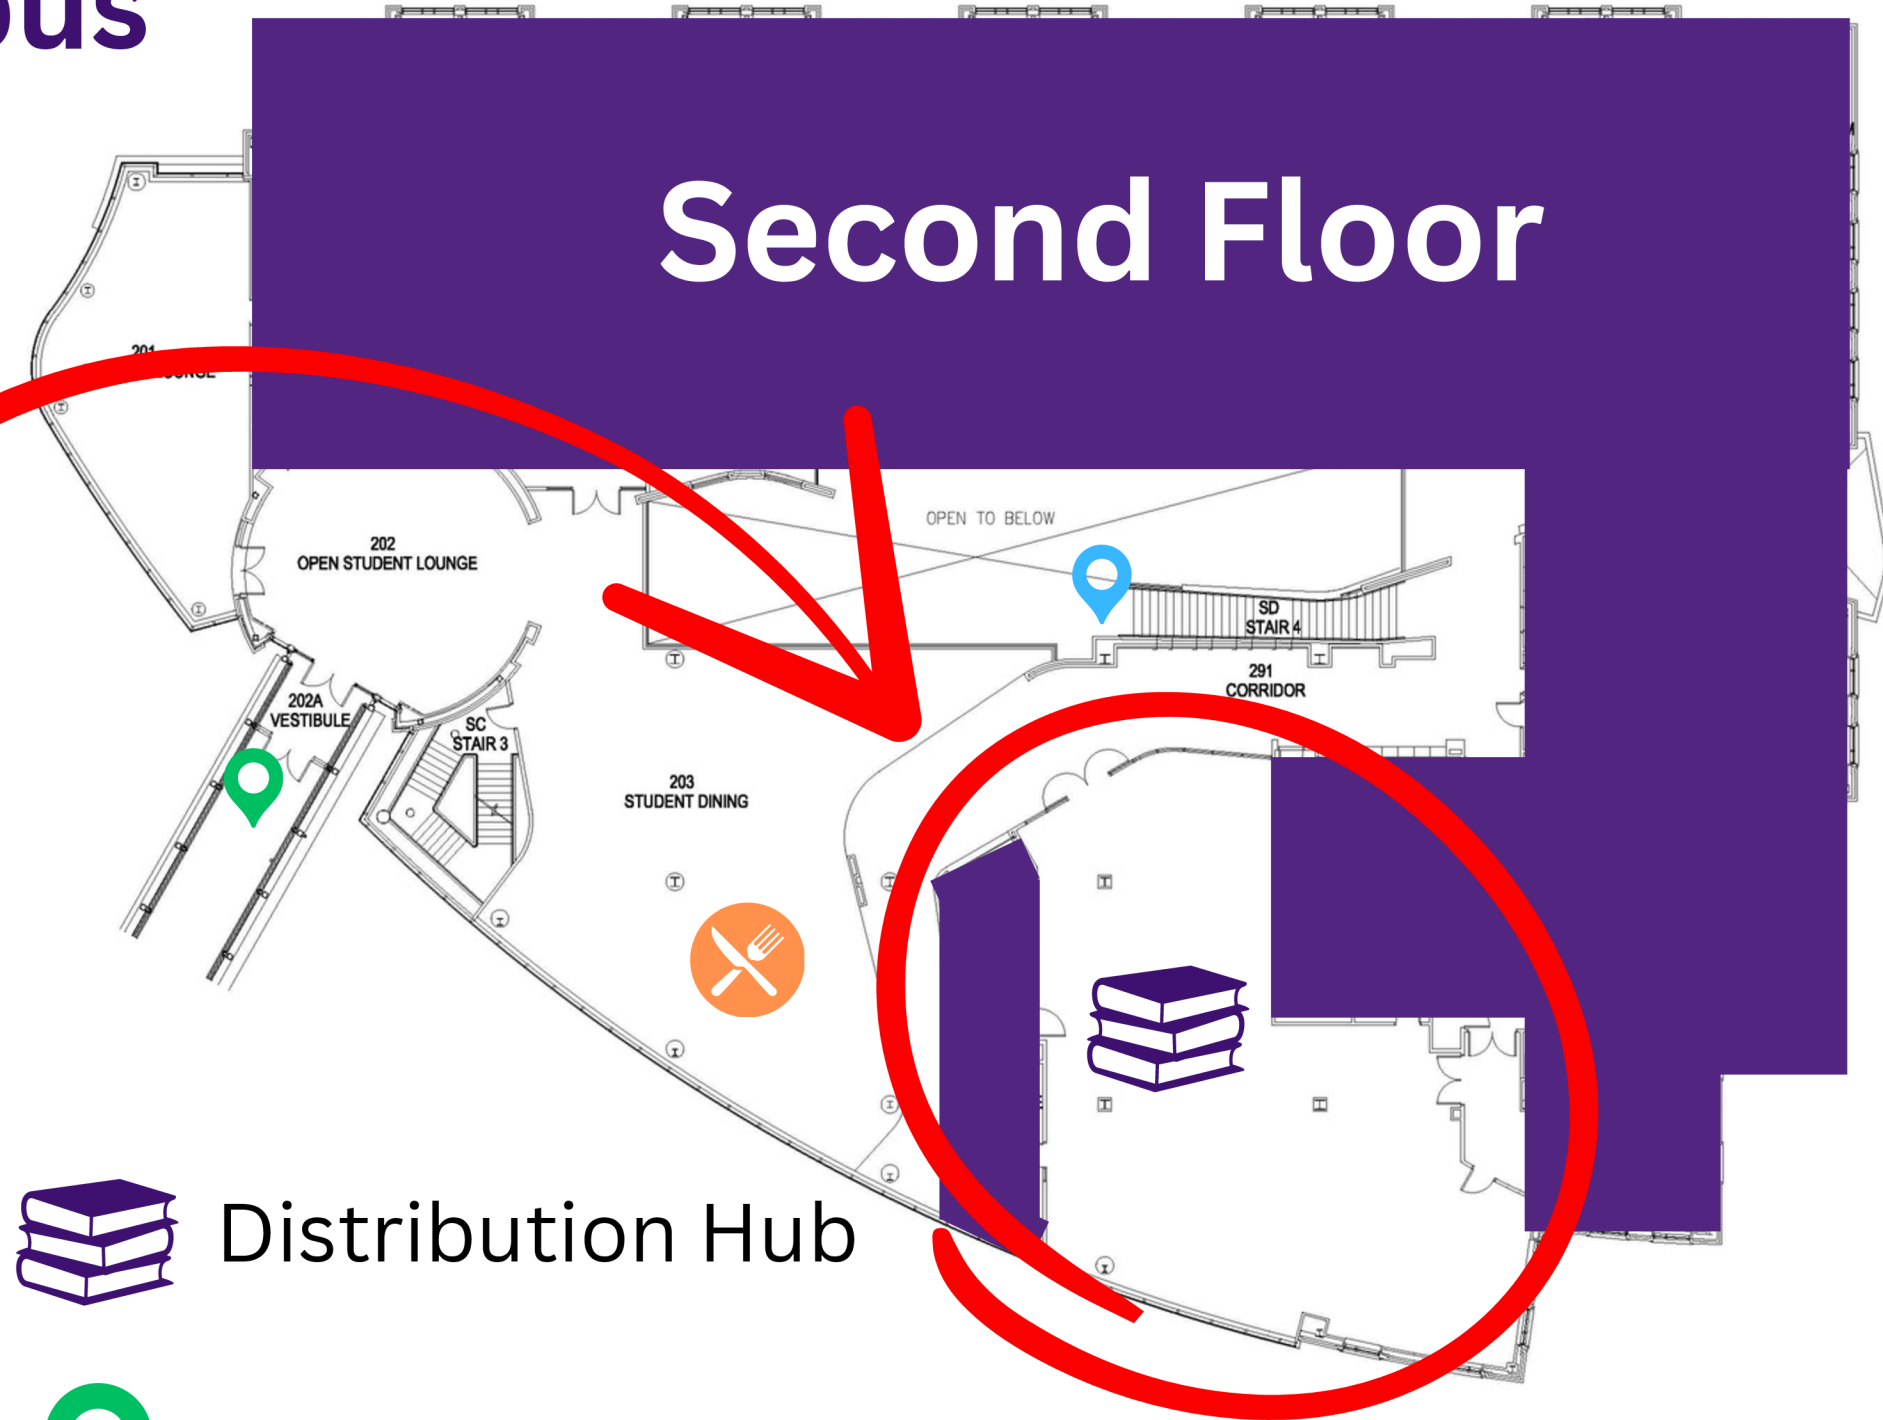 Second Floor
201
OPEN TO BELOW
202
OPEN STUDENT LOUNGE
SD
STAIR 4
291
CORRIDOR
202A
VESTIBULE
SC
STAIR 3
203
STUDENT DINING
Distribution Hub